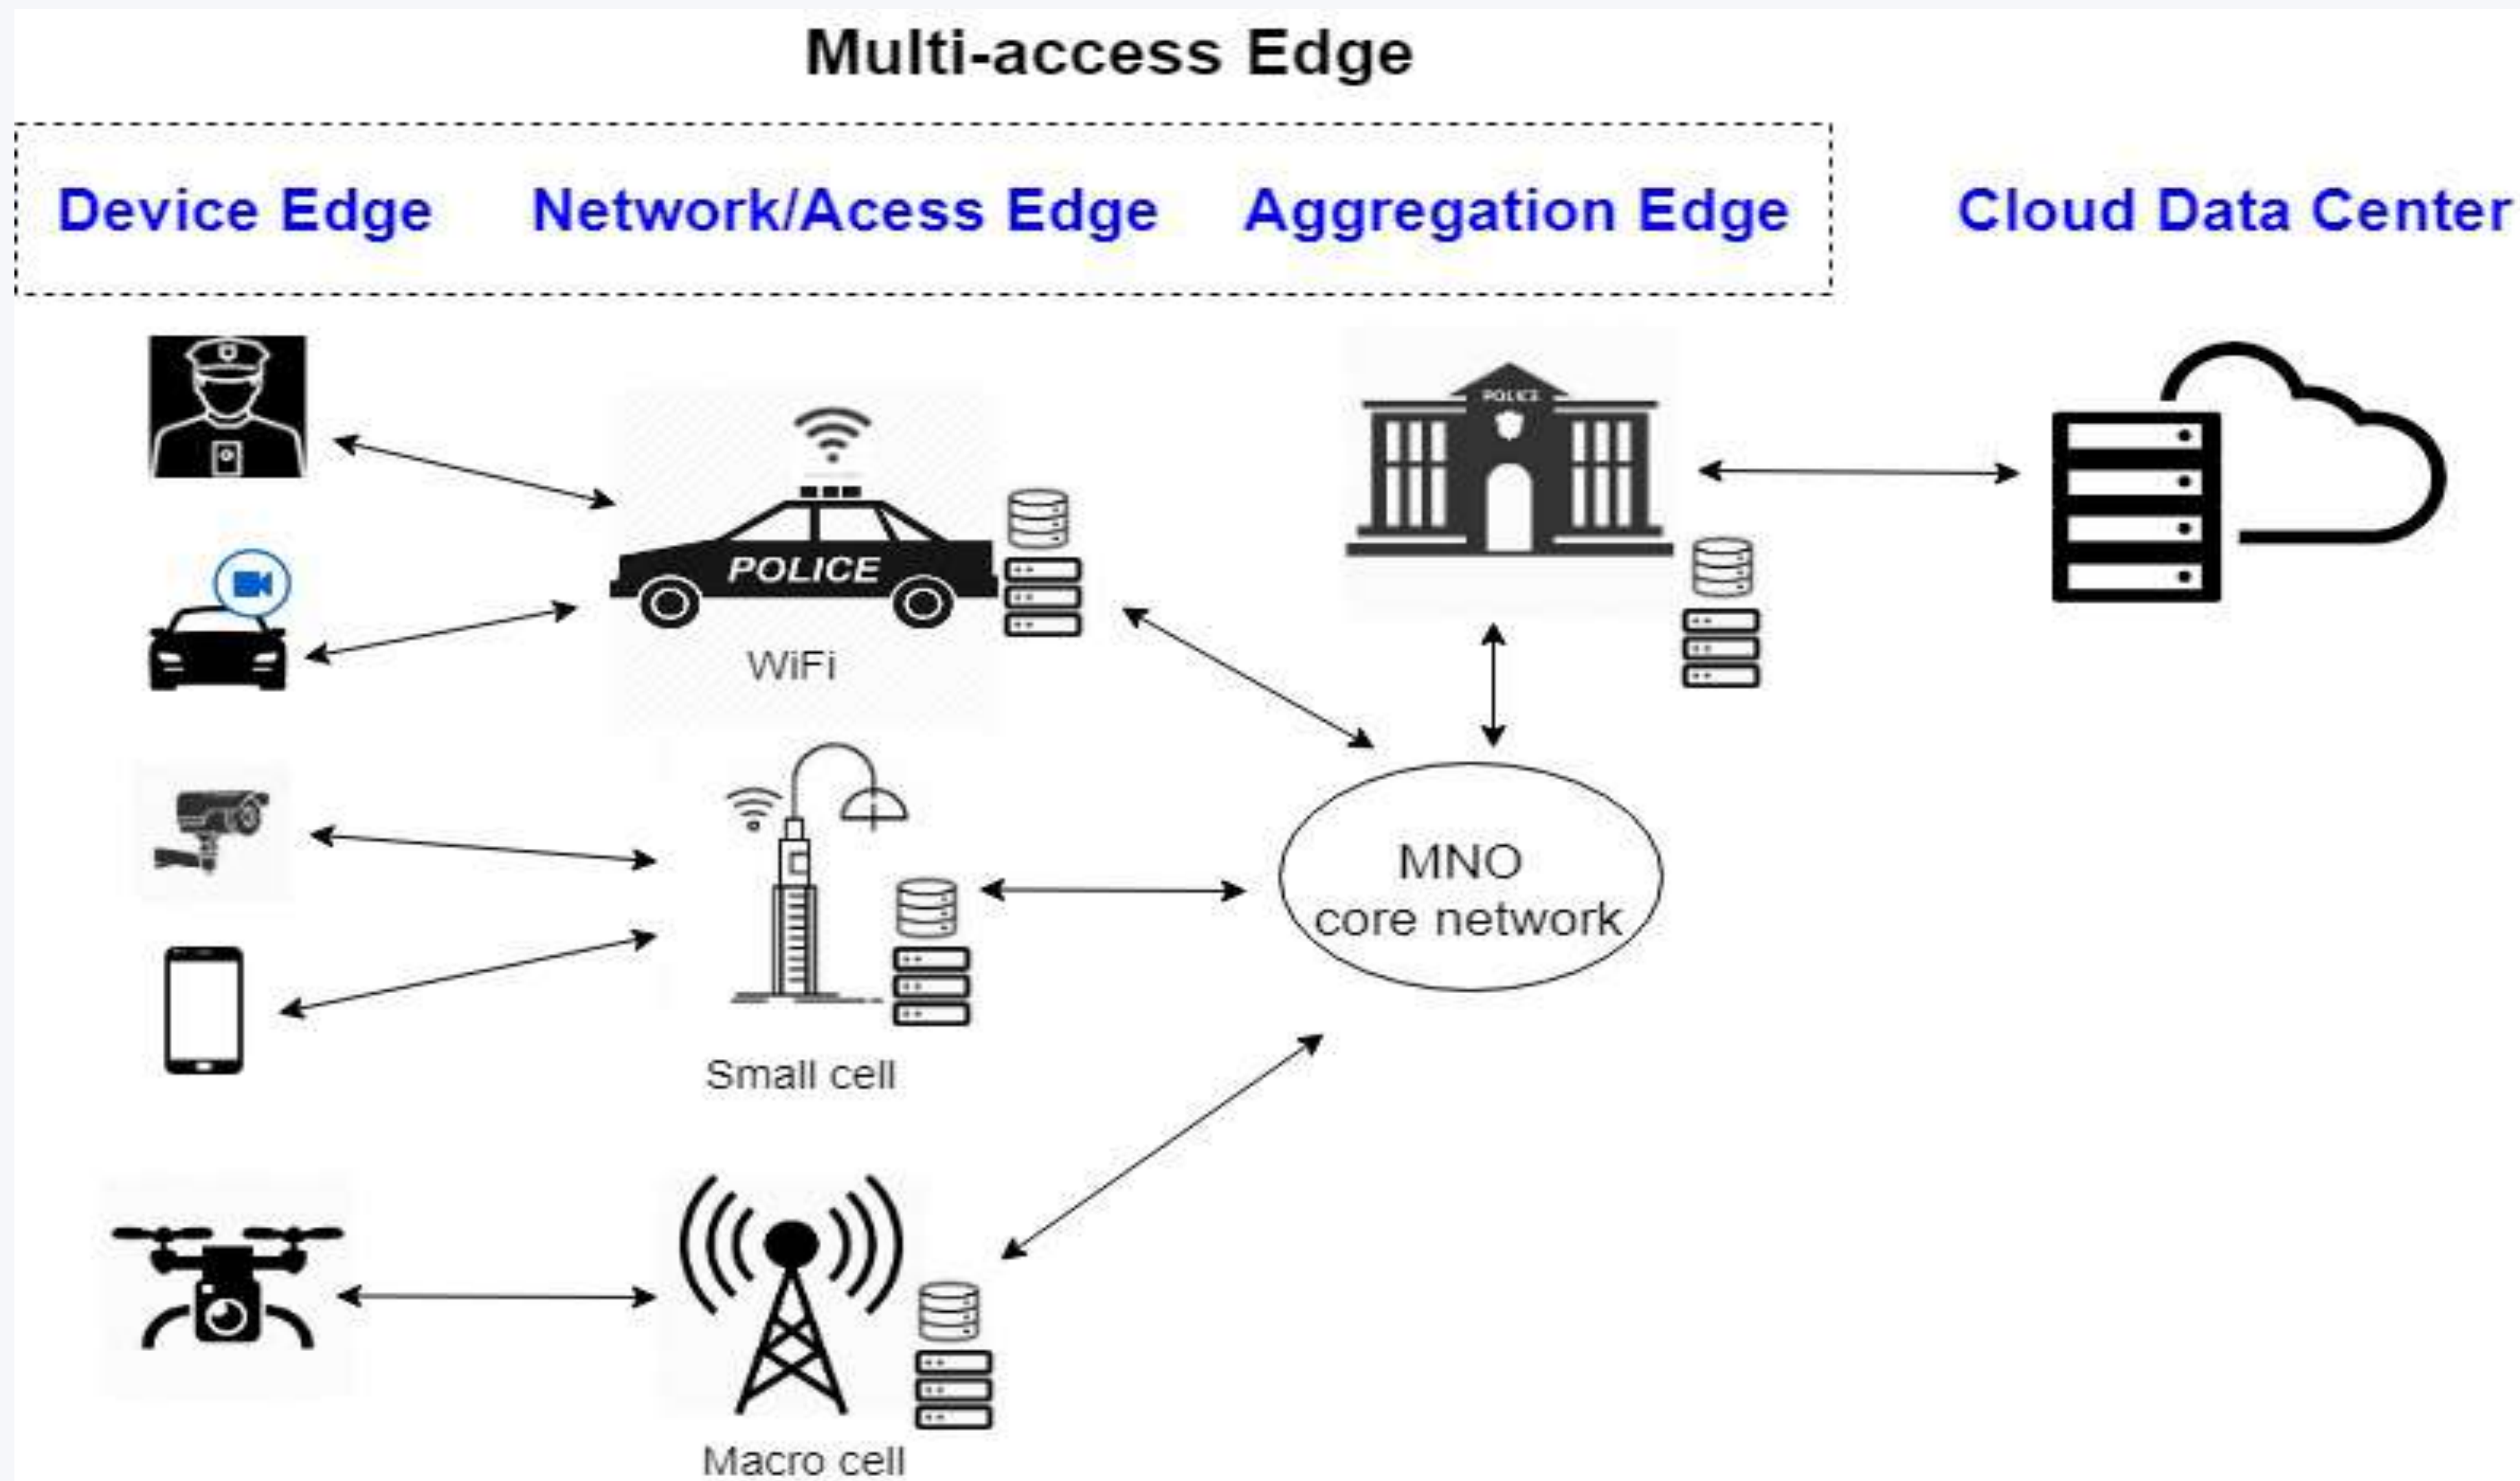 Multi-access Edge
Device Edge Network/Acess Edge Aggregation Edge Cloud Data Center
POLICE
POLICE
WiFi
MNO
core network
Small cell
Macro cell